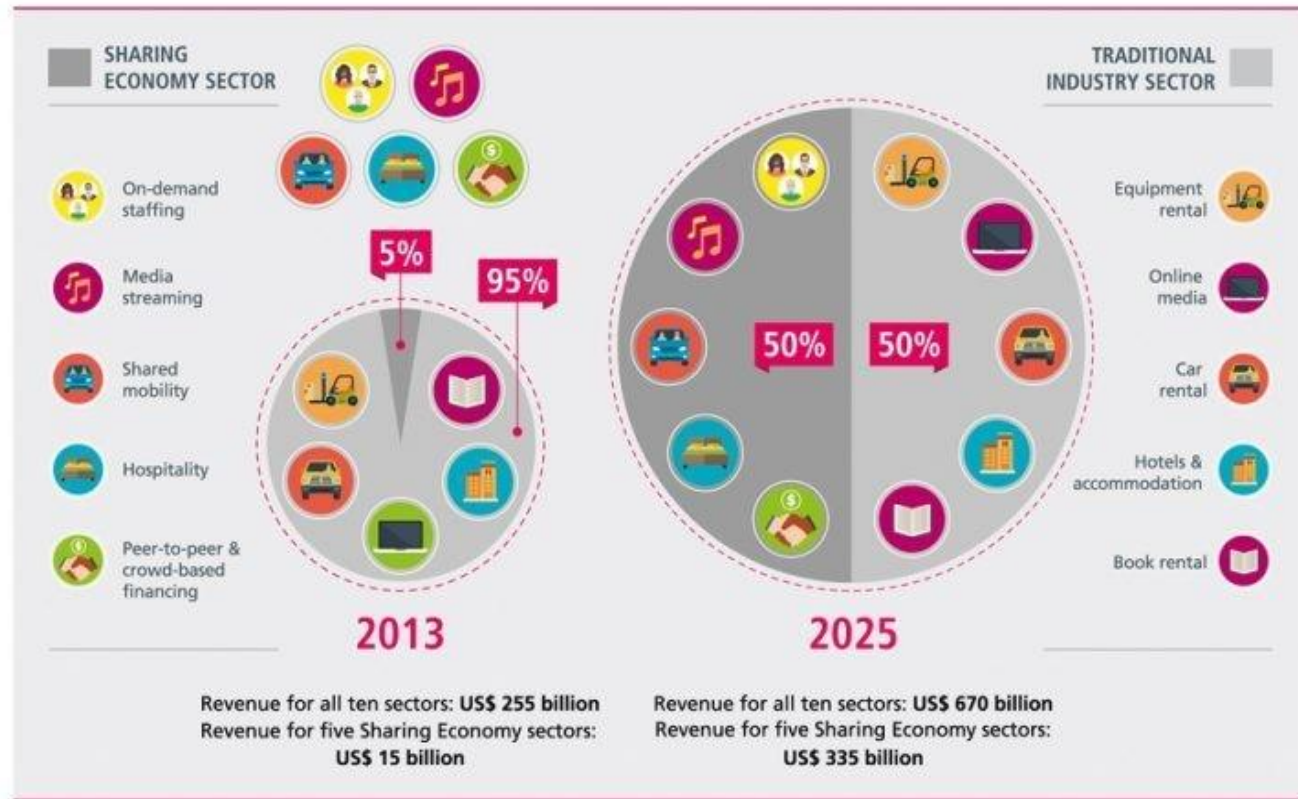 SHARING
ECONOMY SECTOR
On-demand
staffing
Media
streaming
Shared
mobility
Hospitality
Peer-to-peer &
crowd-based
financing
5%
95%
2013
Revenue for all ten sectors: US$ 255 billion
Revenue for five Sharing Economy sectors:
US$ 15 billion
50%
50%
2025
Revenue for all ten sectors: US$ 670 billion
Revenue for five Sharing Economy sectors:
US$ 335 billion
TRADITIONAL
INDUSTRY SECTOR
Equipment
rental
Online
media
Car
rental
Hotels &
accommodation
Book rental